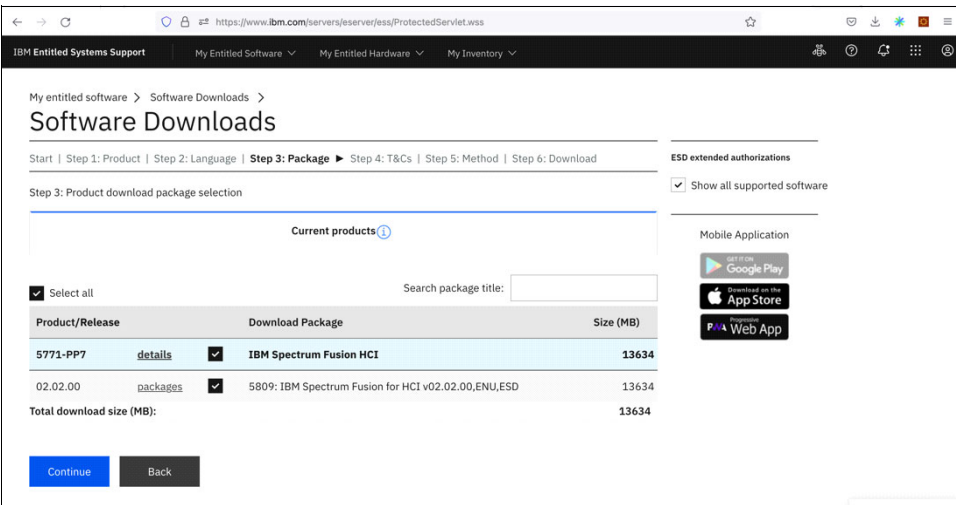 https://www.ibm.com/servers/eserver/ess/ProtectedServlet.wss
IBM Entitled Systems Support
My Entitled Software
My Entitled Hardware
My Inventory
My entitled software > Software Downloads >
Software Downloads
Start | Step 1: Product | Step 2: Language | Step 3: Package ► Step 4: T&Cs | Step 5: Method | Step 6: Download
Step 3: Product download package selection
Current products
Select all
Search package title:
Product/Release Download Package Size (MB)
5771-PP7 details IBM Spectrum Fusion HCI 13634
02.02.00 packages 5809: IBM Spectrum Fusion for HCI v02.02.00,ENU,ESD 13634
Total download size (MB): 13634
Continue
Back
ESD extended authorizations
Show all supported software
Mobile Application
GET IT ON
Google Play
Download on the
App Store
Progressive
PWA Web App